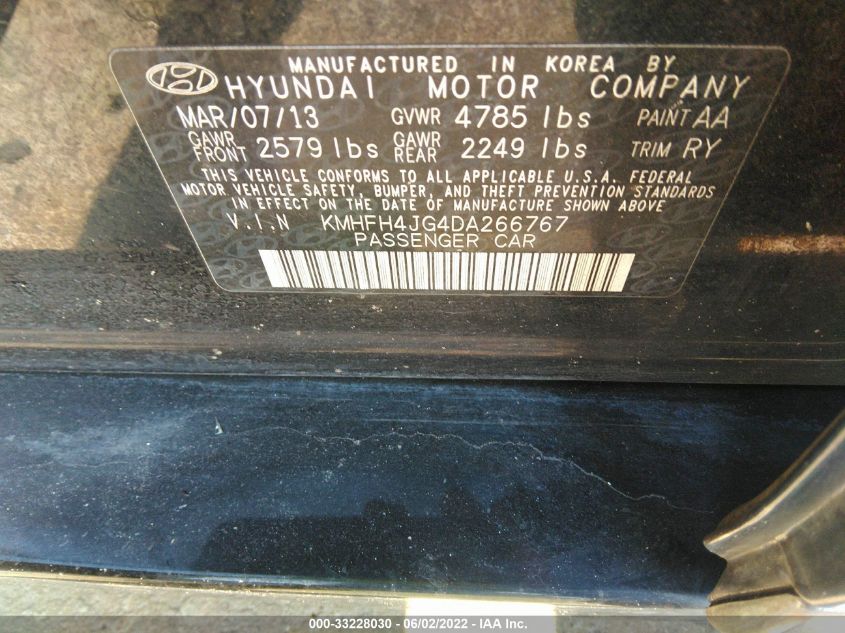 MANUFACTURED IN KOREA BY
HYUNDAI MOTOR COMPANY
MAR/07/13 GVWR 4785 lbs PAINT AA
GAWR FRONT 2579 lbs GAWR REAR 2249 lbs TRIM RY
THIS VEHICLE CONFORMS TO ALL APPLICABLE U.S.A. FEDERAL
MOTOR VEHICLE SAFETY, BUMPER, AND THEFT PREVENTION STANDARDS
IN EFFECT ON THE DATE OF MANUFACTURE SHOWN ABOVE
V.I.N KMHFH4JG4DA266767
PASSENGER CAR
000-33228030 - 06/02/2022 - IAA Inc.